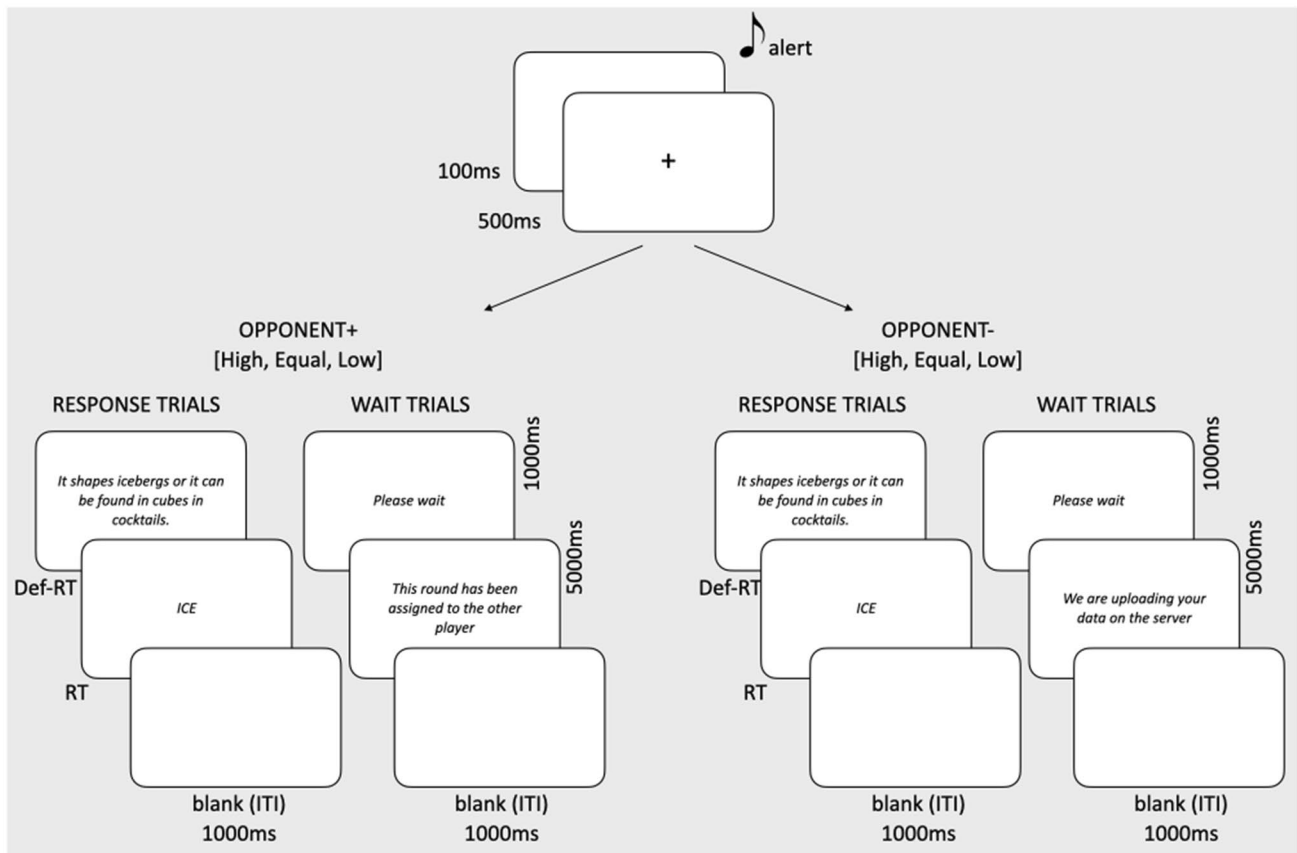 alert
+
100ms
500ms
OPPONENT+
[High, Equal, Low]
RESPONSE TRIALS
It shapes icebergs or it can
be found in cubes in
cocktails.
Def-RT
ICE
RT
blank (ITI)
1000ms
WAIT TRIALS
Please wait
1000ms
This round has been
assigned to the other
player
5000ms
blank (ITI)
1000ms
OPPONENT-
[High, Equal, Low]
RESPONSE TRIALS
It shapes icebergs or it can
be found in cubes in
cocktails.
Def-RT
ICE
RT
blank (ITI)
1000ms
WAIT TRIALS
Please wait
1000ms
We are uploading your
data on the server
5000ms
blank (ITI)
1000ms